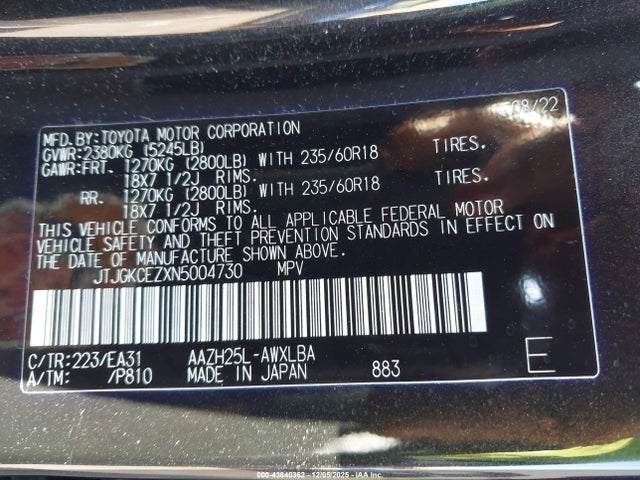 08/22
MFD.BY:TOYOTA MOTOR CORPORATION
GVWR:2380KG (5245LB)
GAWR:FRT. 1270KG (2800LB) WITH 235/60R18 TIRES.
18X7 1/2J RIMS.
RR. 1270KG (2800LB) WITH 235/60R18 TIRES.
18X7 1/2J RIMS.
THIS VEHICLE CONFORMS TO ALL APPLICABLE FEDERAL MOTOR
VEHICLE SAFETY AND THEFT PREVENTION STANDARDS IN EFFECT ON
THE DATE OF MANUFACTURE SHOWN ABOVE.
JTJGKCEZXN5004730 MPV
C/TR:223/EA31 AAZH25L-AWXLBA
A/TM: /P810 MADE IN JAPAN 883 E
000-43840362 - 12/05/2025 - IAA Inc.